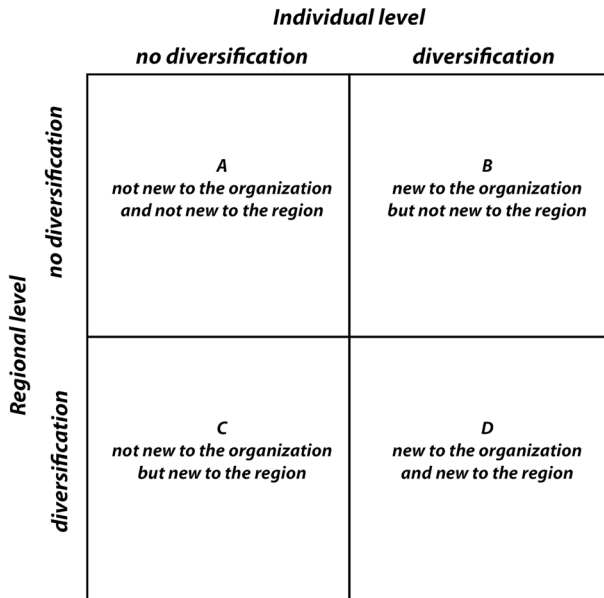 Individual level
no diversification
diversification
no diversification
A
not new to the organization
and not new to the region
B
new to the organization
but not new to the region
Regional level
diversification
C
not new to the organization
but new to the region
D
new to the organization
and new to the region